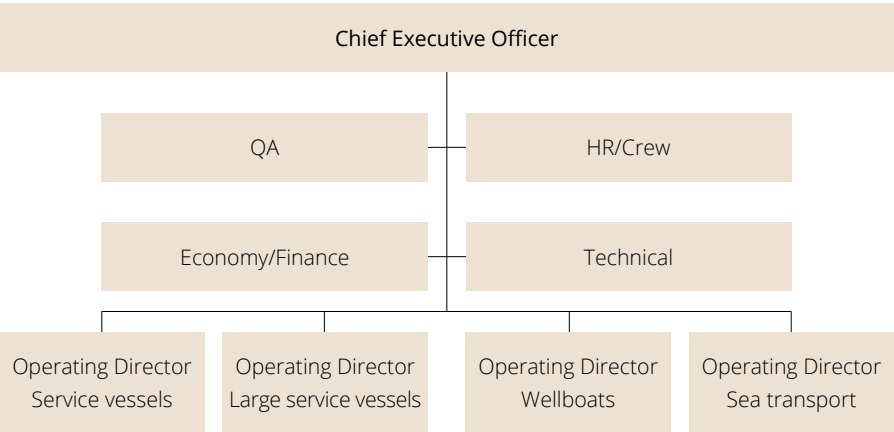 Chief Executive Officer
QA
HR/Crew
Economy/Finance
Technical
Operating Director
Service vessels
Operating Director
Large service vessels
Operating Director
Wellboats
Operating Director
Sea transport